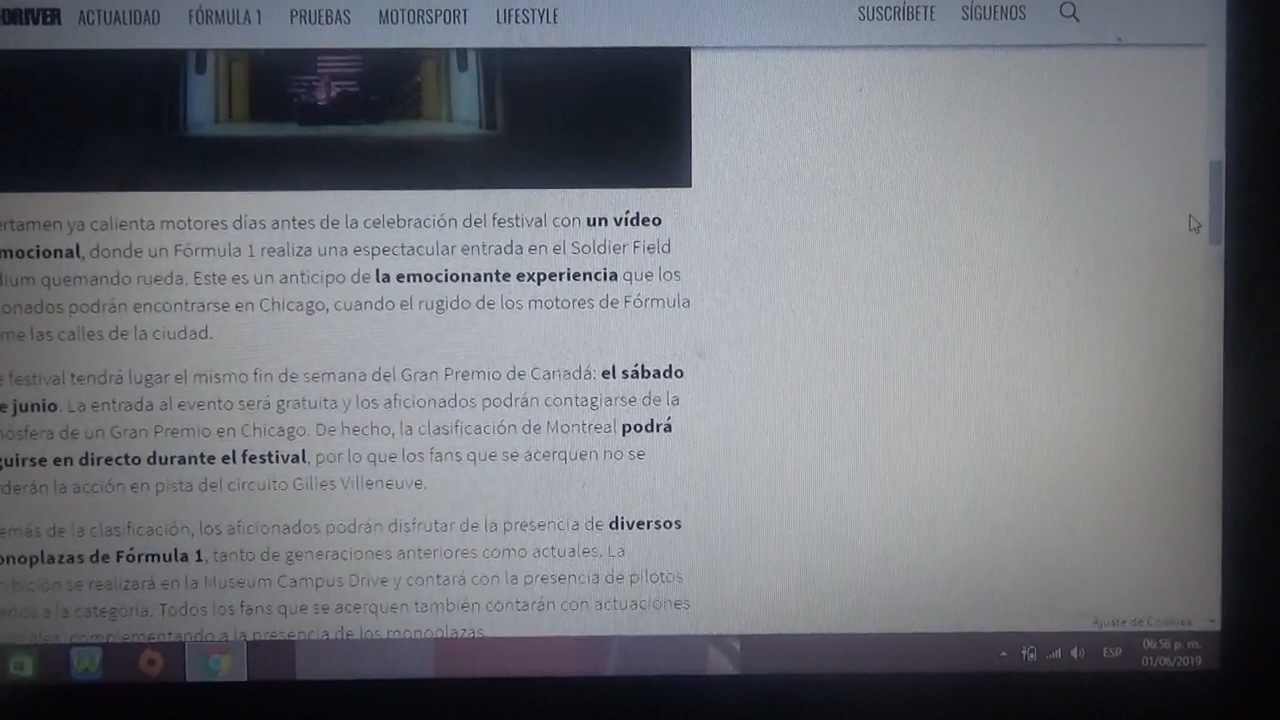 DRIVER ACTUALIDAD FÓRMULA 1 PRUEBAS MOTORSPORT LIFESTYLE SUSCRÍBETE SÍGUENOS
ertamen ya calienta motores días antes de la celebración del festival con un vídeo
mocional, donde un Fórmula 1 realiza una espectacular entrada en el Soldier Field
dium quemando rueda. Este es un anticipo de la emocionante experiencia que los
ionados podrán encontrarse en Chicago, cuando el rugido de los motores de Fórmula
me las calles de la ciudad.
e festival tendrá lugar el mismo fin de semana del Gran Premio de Canadá: el sábado
e junio. La entrada al evento será gratuita y los aficionados podrán contagiarse de la
mósfera de un Gran Premio en Chicago. De hecho, la clasificación de Montreal podrá
guirse en directo durante el festival, por lo que los fans que se acerquen no se
derán la acción en pista del circuito Gilles Villeneuve.
emás de la clasificación, los aficionados podrán disfrutar de la presencia de diversos
onoplazas de Fórmula 1, tanto de generaciones anteriores como actuales. La
hibición se realizará en la Museum Campus Drive y contará con la presencia de pilotos
ados a la categoría. Todos los fans que se acerquen también contarán con actuaciones
complementando a la presencia de los monoplazas.
Ajuste de Cookies
ESP
06:56 p. m.
01/06/2019